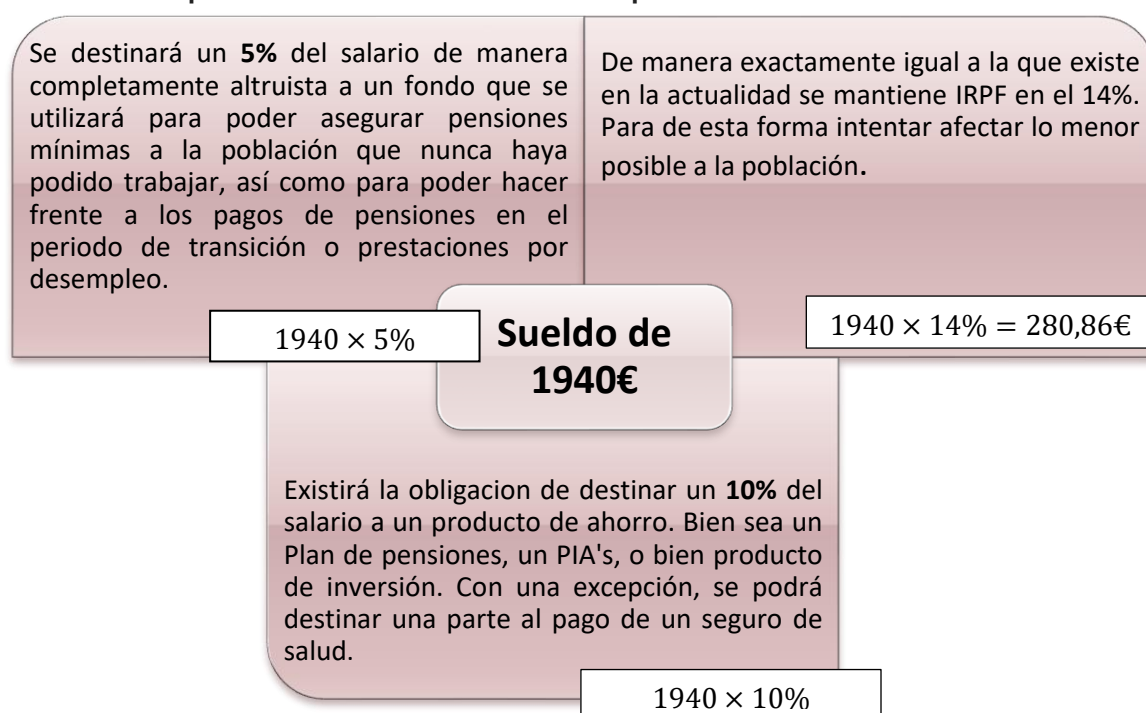 Se destinará un 5% del salario de manera
completamente altruista a un fondo que se
utilizará para poder asegurar pensiones
mínimas a la población que nunca haya
podido trabajar, así como para poder hacer
frente a los pagos de pensiones en el
periodo de transición o prestaciones por
desempleo.
1940 × 5%
De manera exactamente igual a la que existe
en la actualidad se mantiene IRPF en el 14%.
Para de esta forma intentar afectar lo menor
posible a la población.
1940 × 14% = 280,86€
Sueldo de
1940€
Existirá la obligacion de destinar un 10% del
salario a un producto de ahorro. Bien sea un
Plan de pensiones, un PIA's, o bien producto
de inversión. Con una excepción, se podrá
destinar una parte al pago de un seguro de
salud.
1940 × 10%